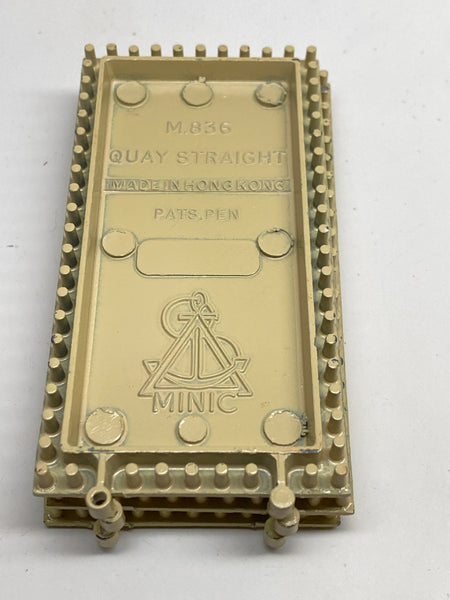 M.836
QUAY STRAIGHT
MADE IN HONG KONG
PATS.PEN
MINIC